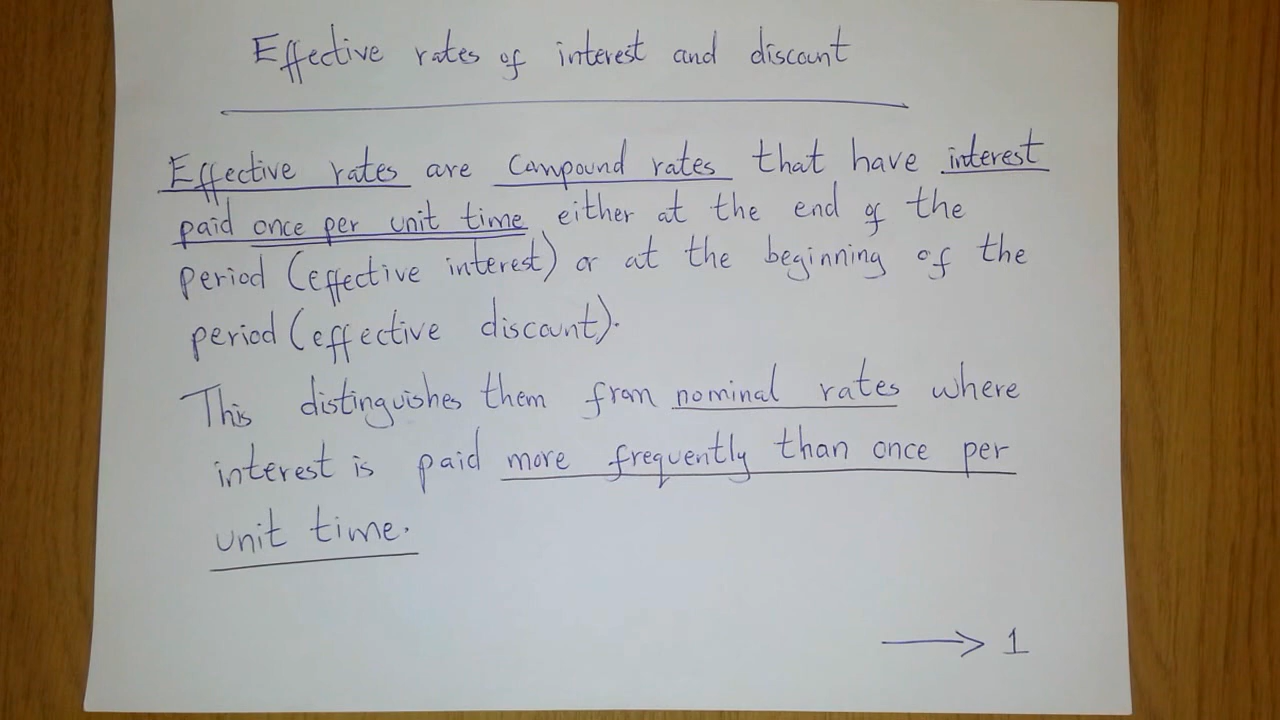 Effective rates of interest and discount
Effective rates are compound rates that have interest
paid once per unit time either at the end of the
period (effective interest) or at the beginning of the
period (effective discount).
This distinguishes them from nominal rates where
interest is paid more frequently than once per
unit time.
→ 1